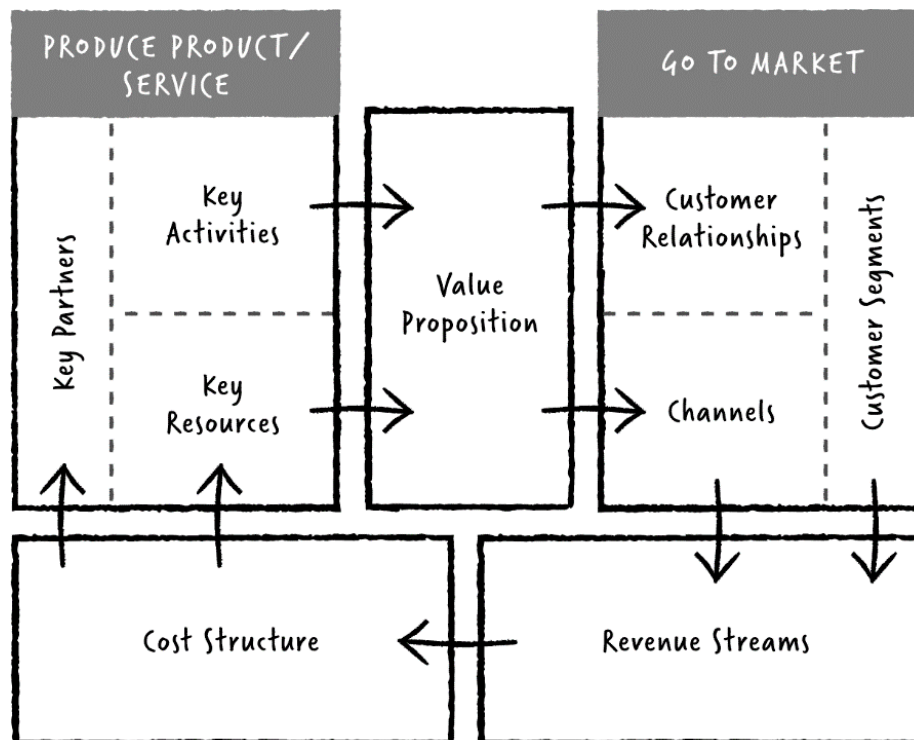 PRODUCE PRODUCT/
SERVICE
GO TO MARKET
Key Partners
Key
Activities
Key
Resources
Value
Proposition
Customer
Relationships
Channels
Customer Segments
Cost Structure
Revenue Streams